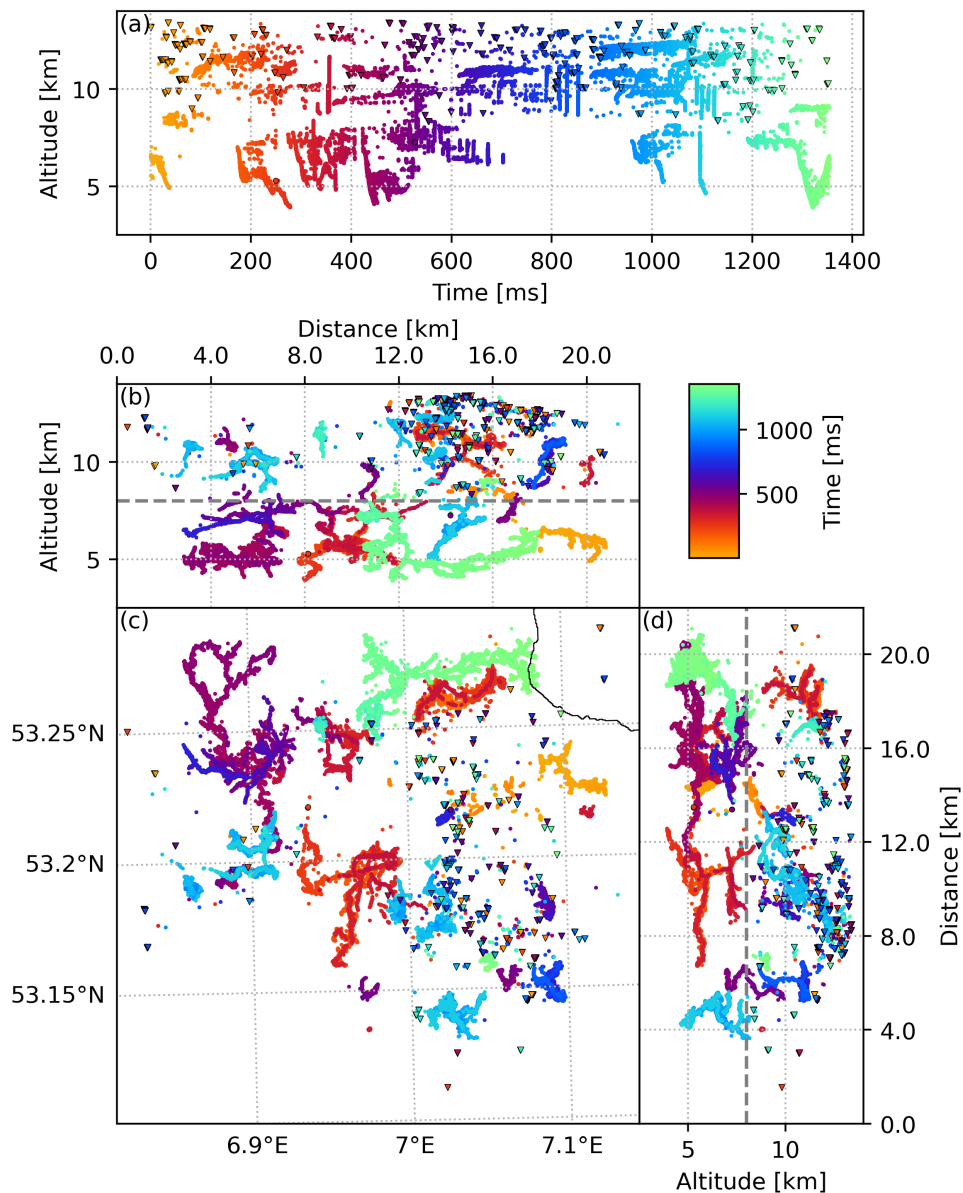 (a)
Altitude [km]
10
5
0 200 400 600 800 1000 1200 1400
Time [ms]
Distance [km]
0.0 4.0 8.0 12.0 16.0 20.0
(b)
Altitude [km]
10
5
1000
500
Time [ms]
(c)
53.25°N
53.2°N
53.15°N
6.9°E 7°E 7.1°E
(d)
20.0
16.0
12.0
8.0
4.0
0.0
Distance [km]
5 10
Altitude [km]